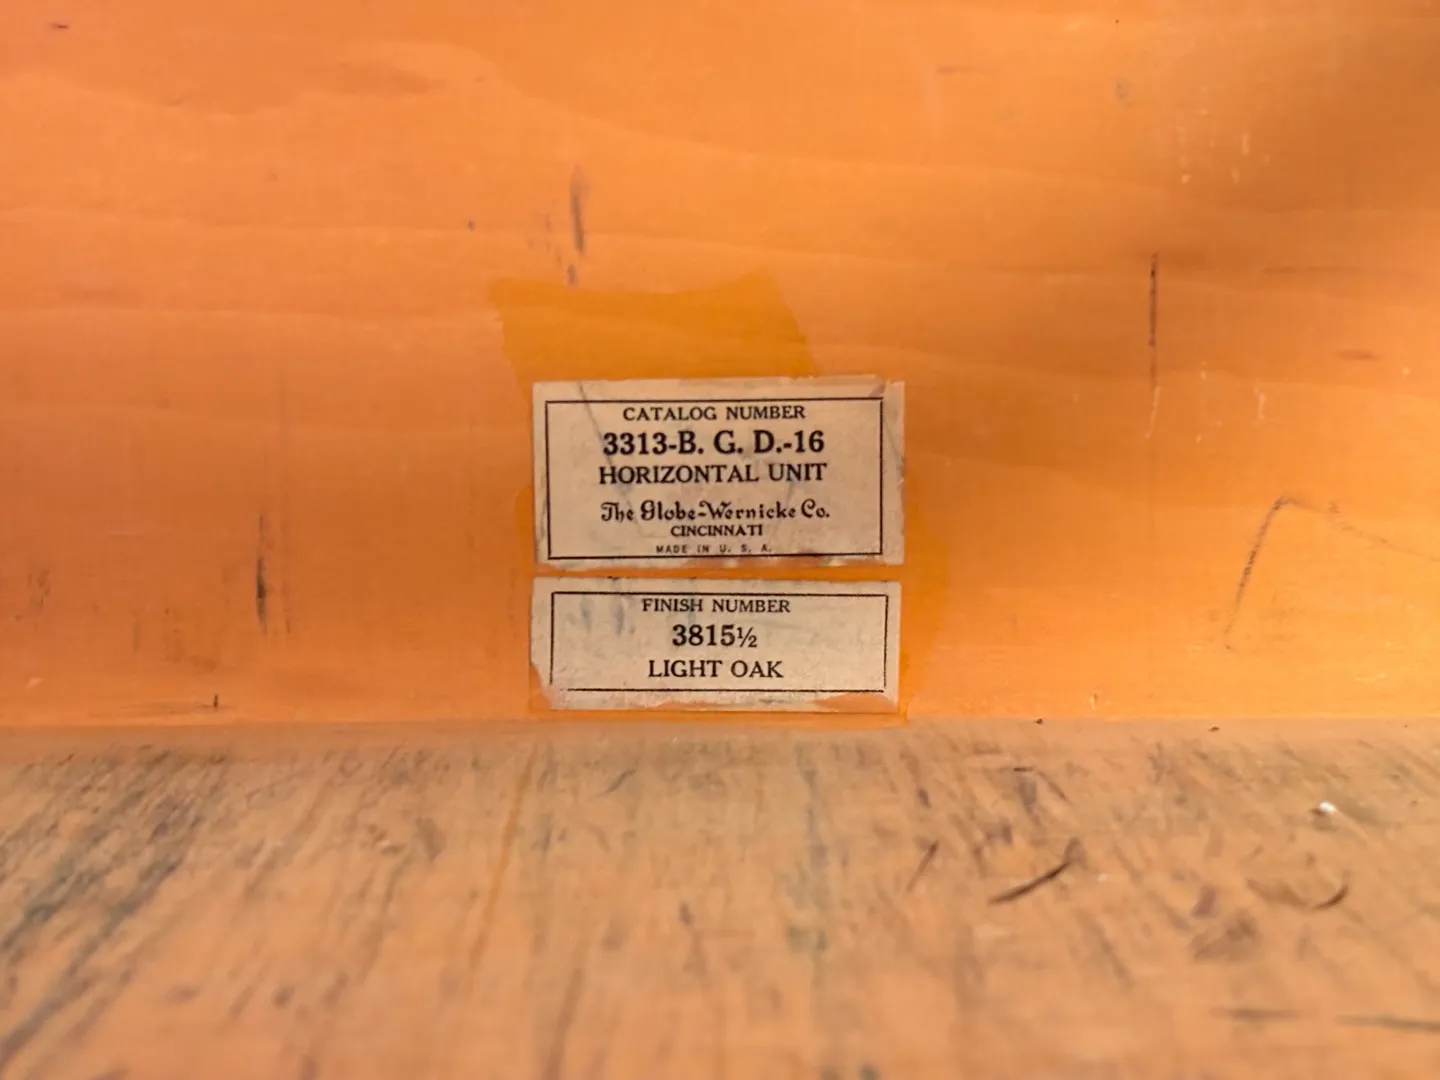 CATALOG NUMBER
3313-B. G. D.-16
HORIZONTAL UNIT
The Globe-Wernicke Co.
CINCINNATI
MADE IN U. S. A.
FINISH NUMBER
3815½
LIGHT OAK